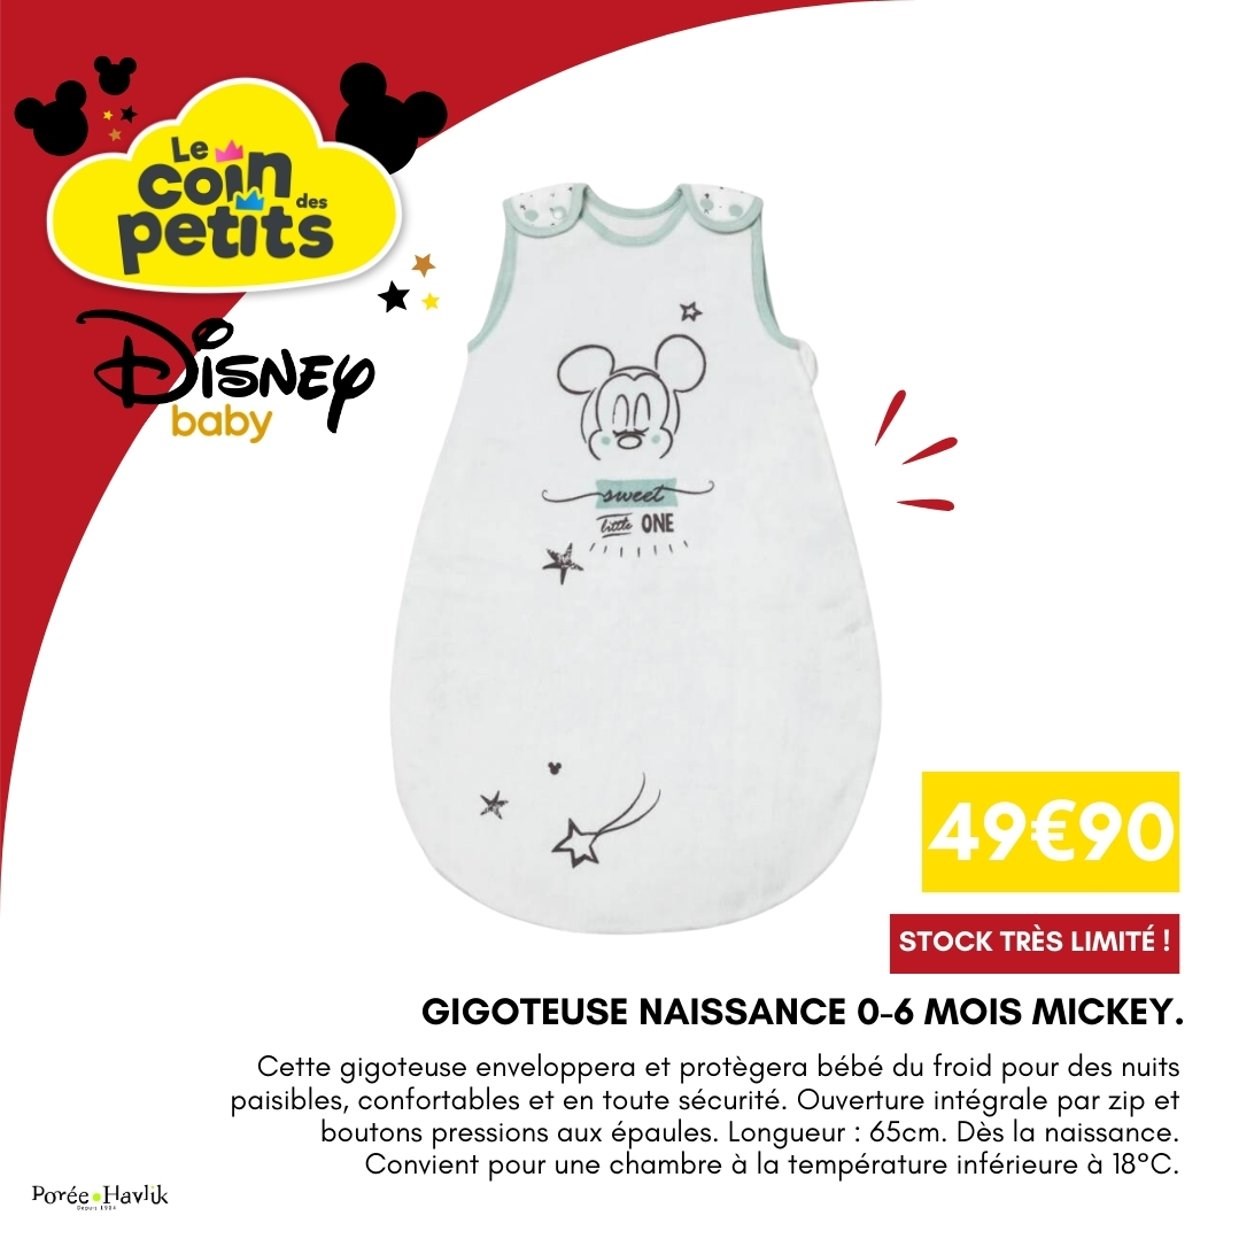 Le
coin
des
petits
Disney
baby
sweet
little ONE
49€90
STOCK TRÈS LIMITÉ !
GIGOTEUSE NAISSANCE 0-6 MOIS MICKEY.
Cette gigoteuse enveloppera et protègera bébé du froid pour des nuits
paisibles, confortables et en toute sécurité. Ouverture intégrale par zip et
boutons pressions aux épaules. Longueur : 65cm. Dès la naissance.
Convient pour une chambre à la température inférieure à 18°C.
Porée•Havlik
Depuis 1984